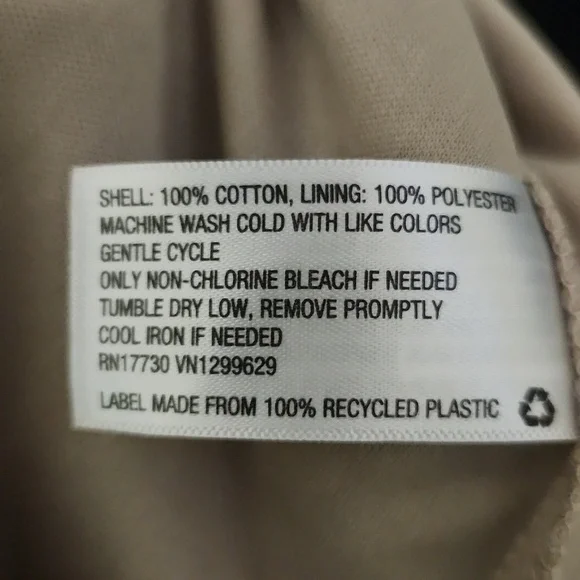 SHELL: 100% COTTON, LINING: 100% POLYESTER
MACHINE WASH COLD WITH LIKE COLORS
GENTLE CYCLE
ONLY NON-CHLORINE BLEACH IF NEEDED
TUMBLE DRY LOW, REMOVE PROMPTLY
COOL IRON IF NEEDED
RN17730 VN1299629
LABEL MADE FROM 100% RECYCLED PLASTIC